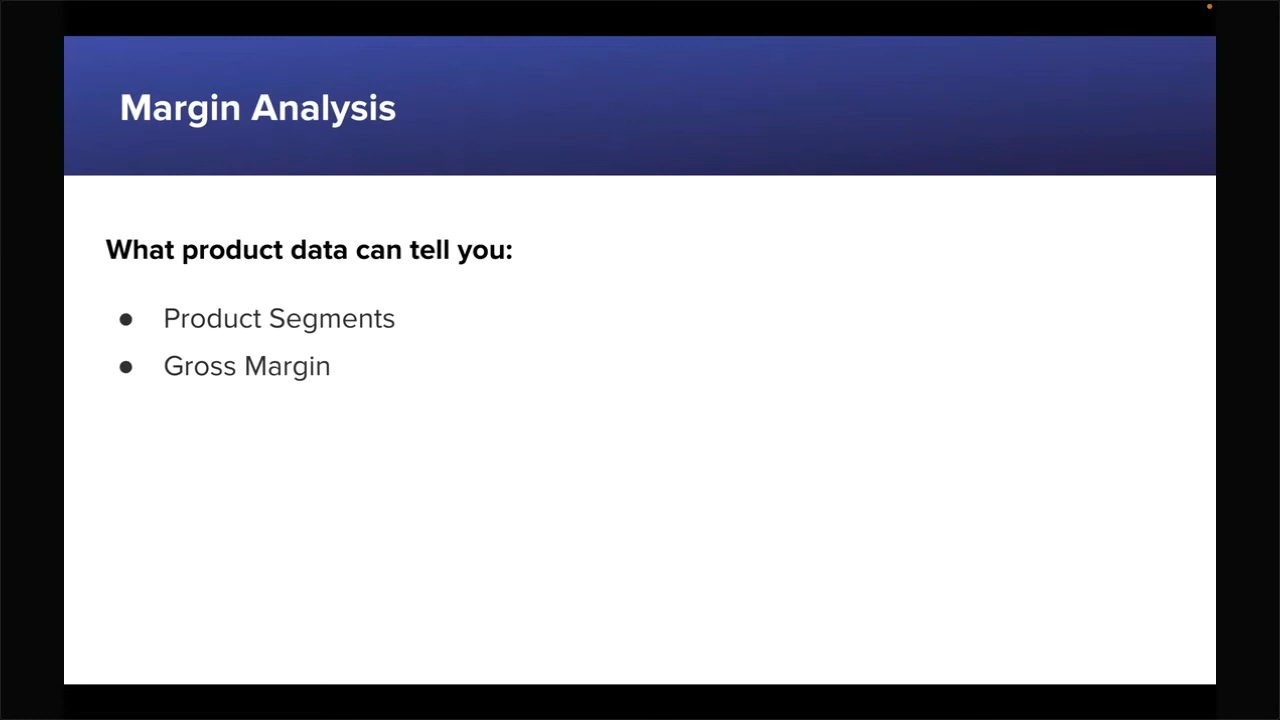 Margin Analysis
What product data can tell you:
● Product Segments
● Gross Margin